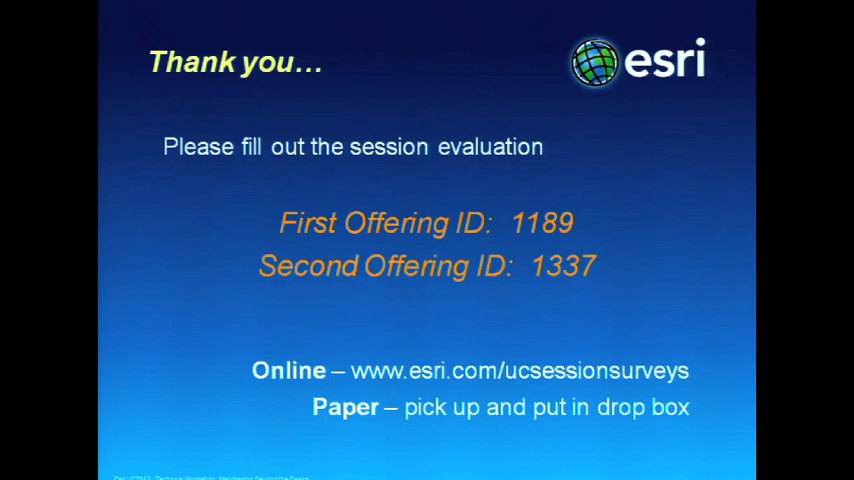 Thank you…
esri
Please fill out the session evaluation
First Offering ID: 1189
Second Offering ID: 1337
Online – www.esri.com/ucsessionsurveys
Paper – pick up and put in drop box